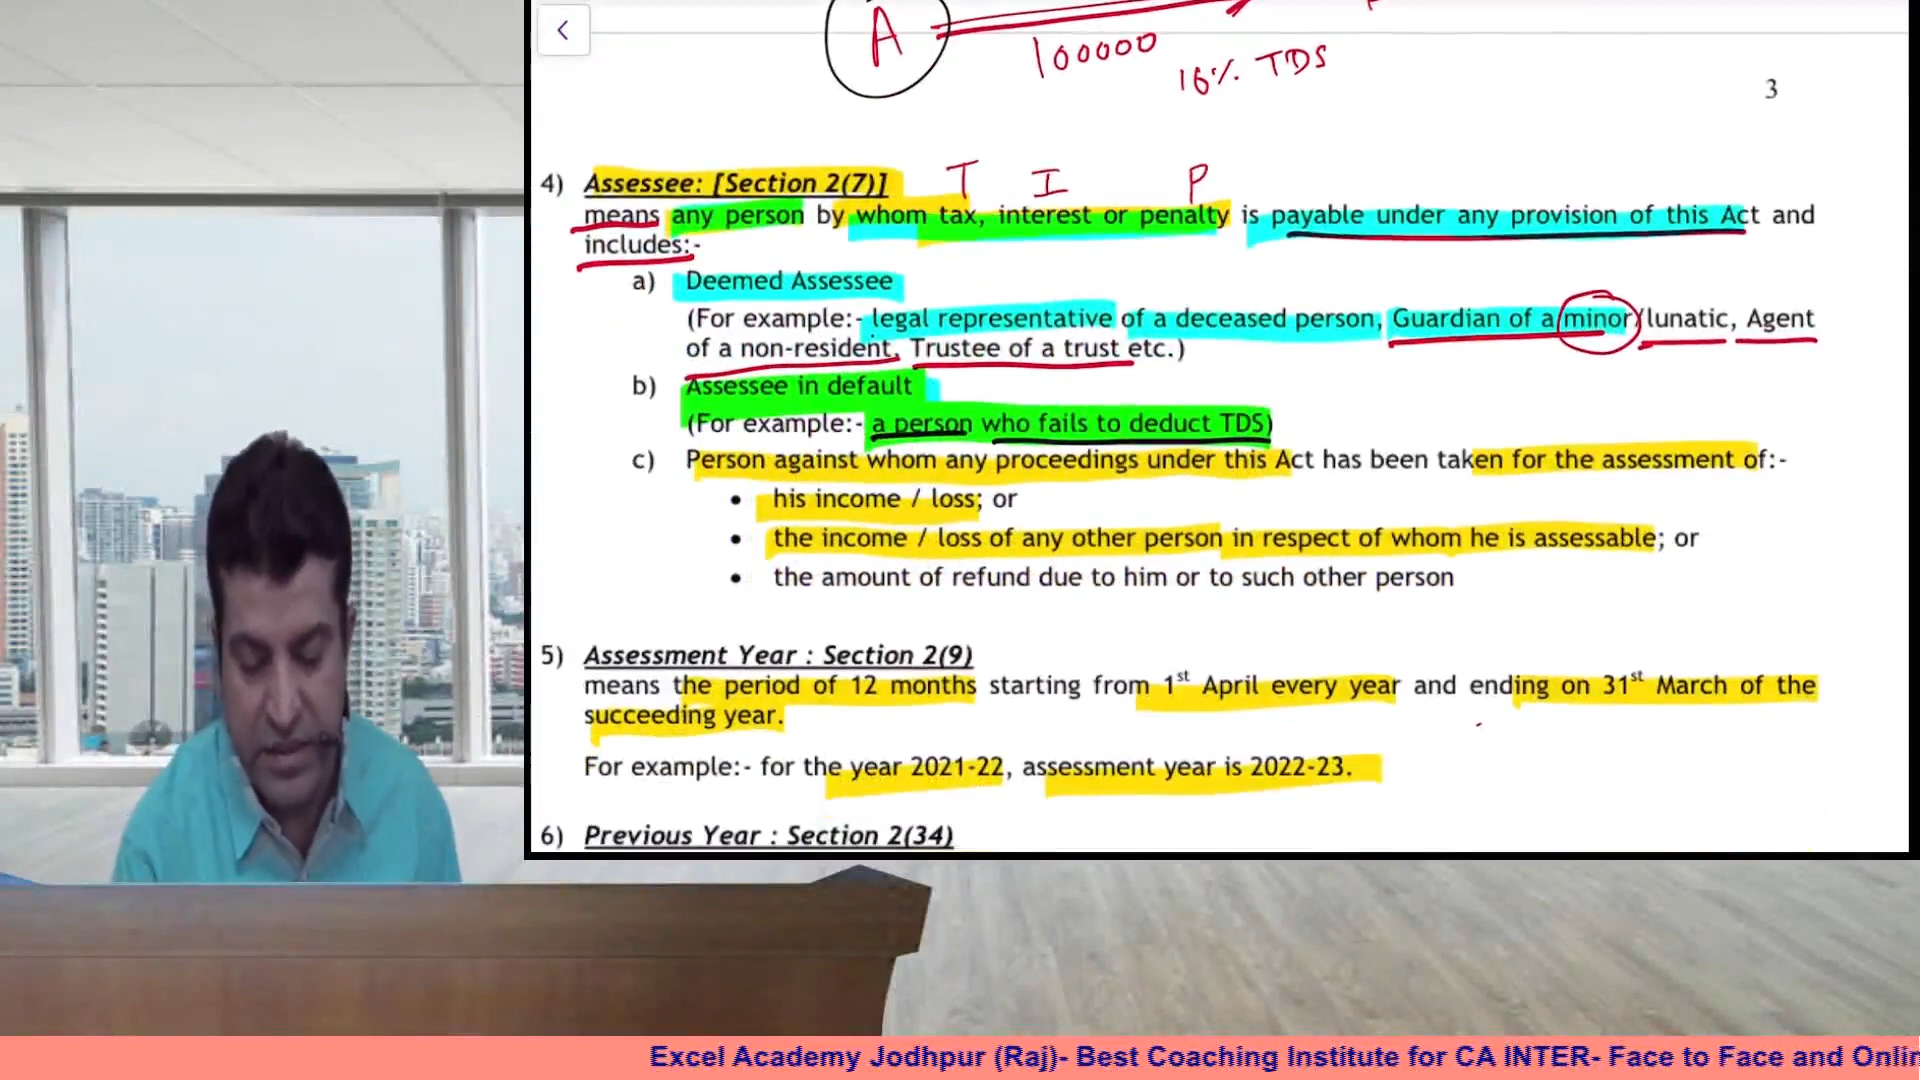 A
100000
10% TDS
3
T I P
4) Assessee: [Section 2(7)]
means any person by whom tax, interest or penalty is payable under any provision of this Act and
includes:-
a) Deemed Assessee
(For example:- legal representative of a deceased person, Guardian of a minor/lunatic, Agent
of a non-resident, Trustee of a trust etc.)
b) Assessee in default
(For example:- a person who fails to deduct TDS)
c) Person against whom any proceedings under this Act has been taken for the assessment of:-
• his income / loss; or
• the income / loss of any other person in respect of whom he is assessable; or
• the amount of refund due to him or to such other person
5) Assessment Year : Section 2(9)
means the period of 12 months starting from 1st April every year and ending on 31st March of the
succeeding year.
For example:- for the year 2021-22, assessment year is 2022-23.
6) Previous Year : Section 2(34)
Excel Academy Jodhpur (Raj)- Best Coaching Institute for CA INTER- Face to Face and Onlin